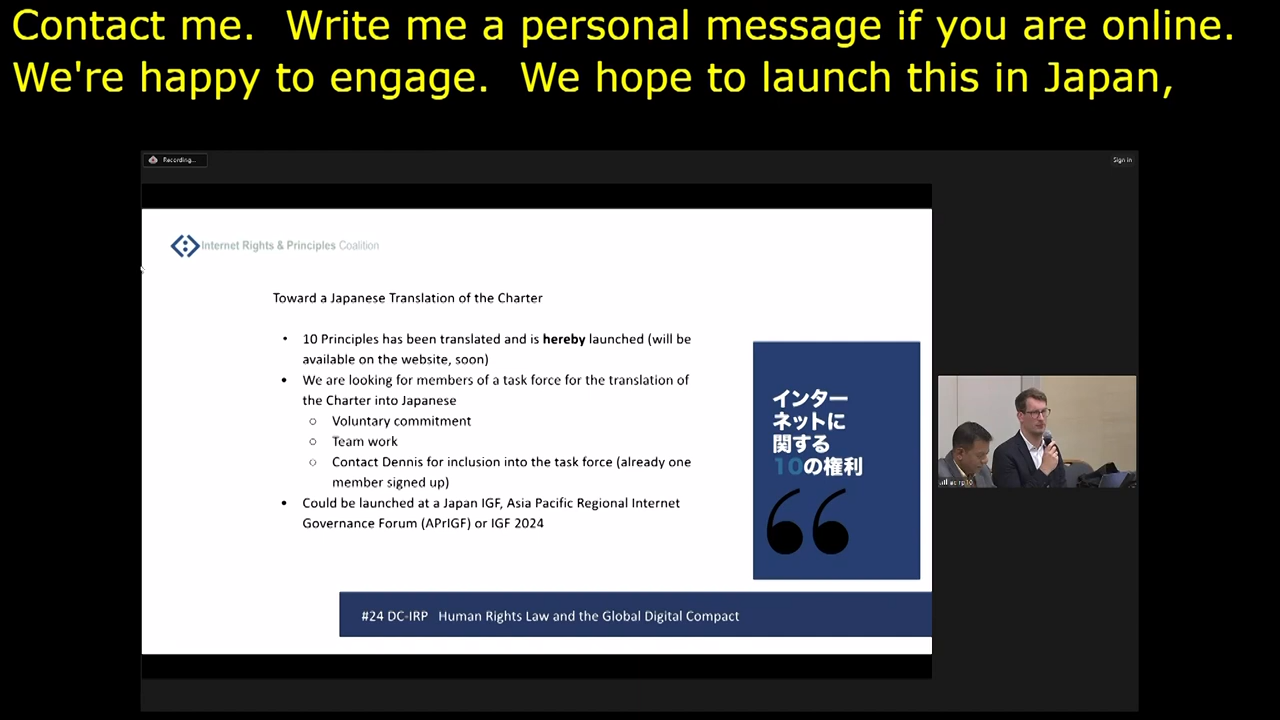 Contact me.  Write me a personal message if you are online.
We're happy to engage.  We hope to launch this in Japan,
Recording...
Sign in
Internet Rights & Principles Coalition
Toward a Japanese Translation of the Charter
• 10 Principles has been translated and is hereby launched (will be
available on the website, soon)
• We are looking for members of a task force for the translation of
the Charter into Japanese
○ Voluntary commitment
○ Team work
○ Contact Dennis for inclusion into the task force (already one
member signed up)
• Could be launched at a Japan IGF, Asia Pacific Regional Internet
Governance Forum (APrIGF) or IGF 2024
インター
ネットに
関する
10の権利
“
#24 DC-IRP   Human Rights Law and the Global Digital Compact